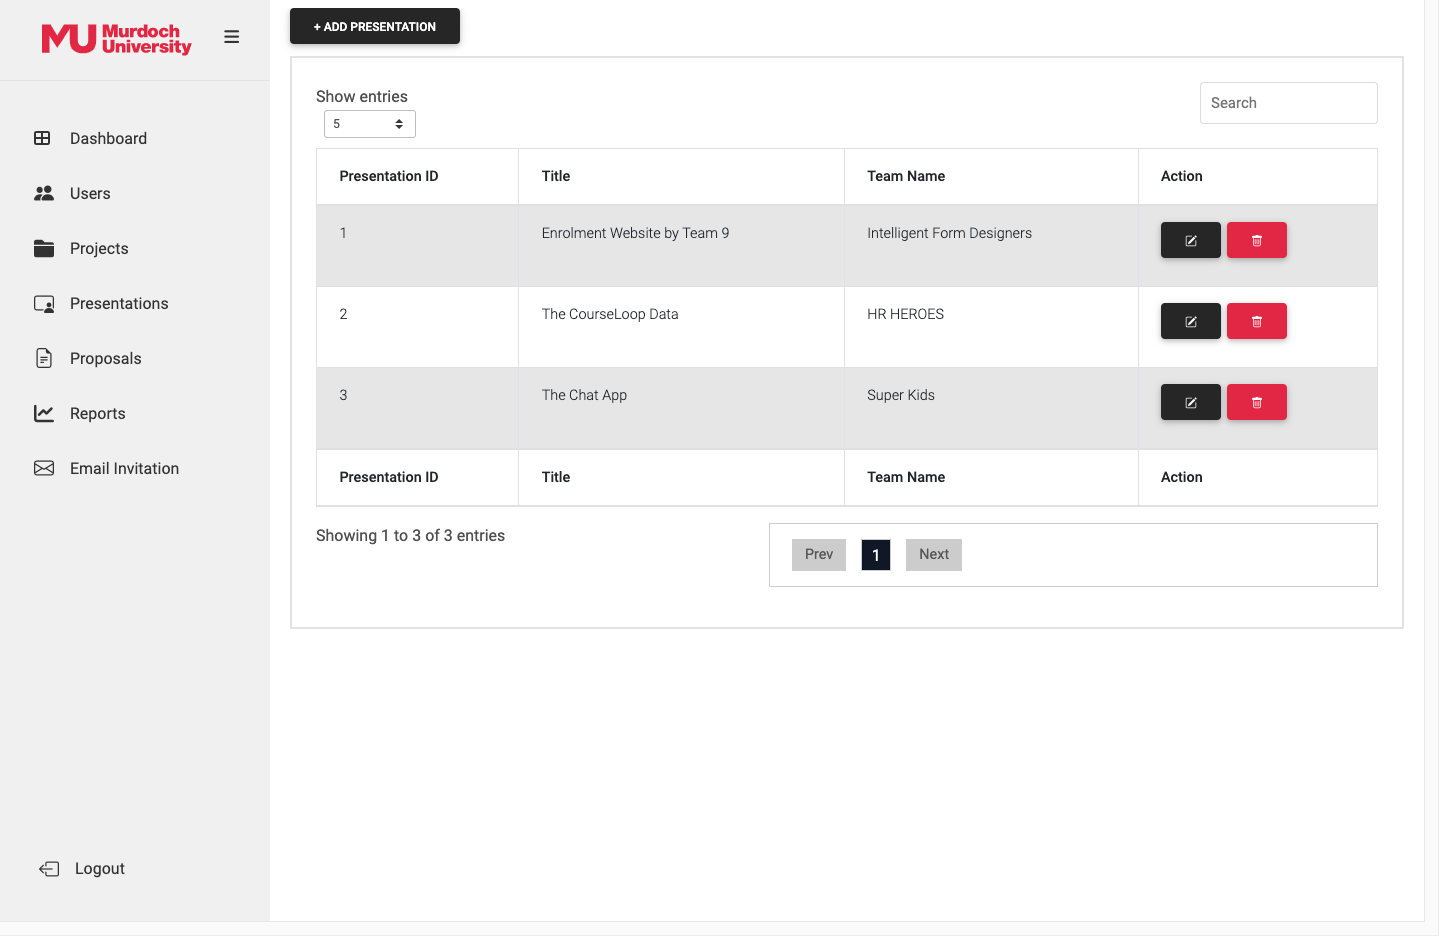 MU Murdoch
University
Dashboard
Users
Projects
Presentations
Proposals
Reports
Email Invitation
Logout
+ ADD PRESENTATION
Show entries
5
Search
Presentation ID Title Team Name Action
1 Enrolment Website by Team 9 Intelligent Form Designers
2 The CourseLoop Data HR HEROES
3 The Chat App Super Kids
Presentation ID Title Team Name Action
Showing 1 to 3 of 3 entries
Prev 1 Next